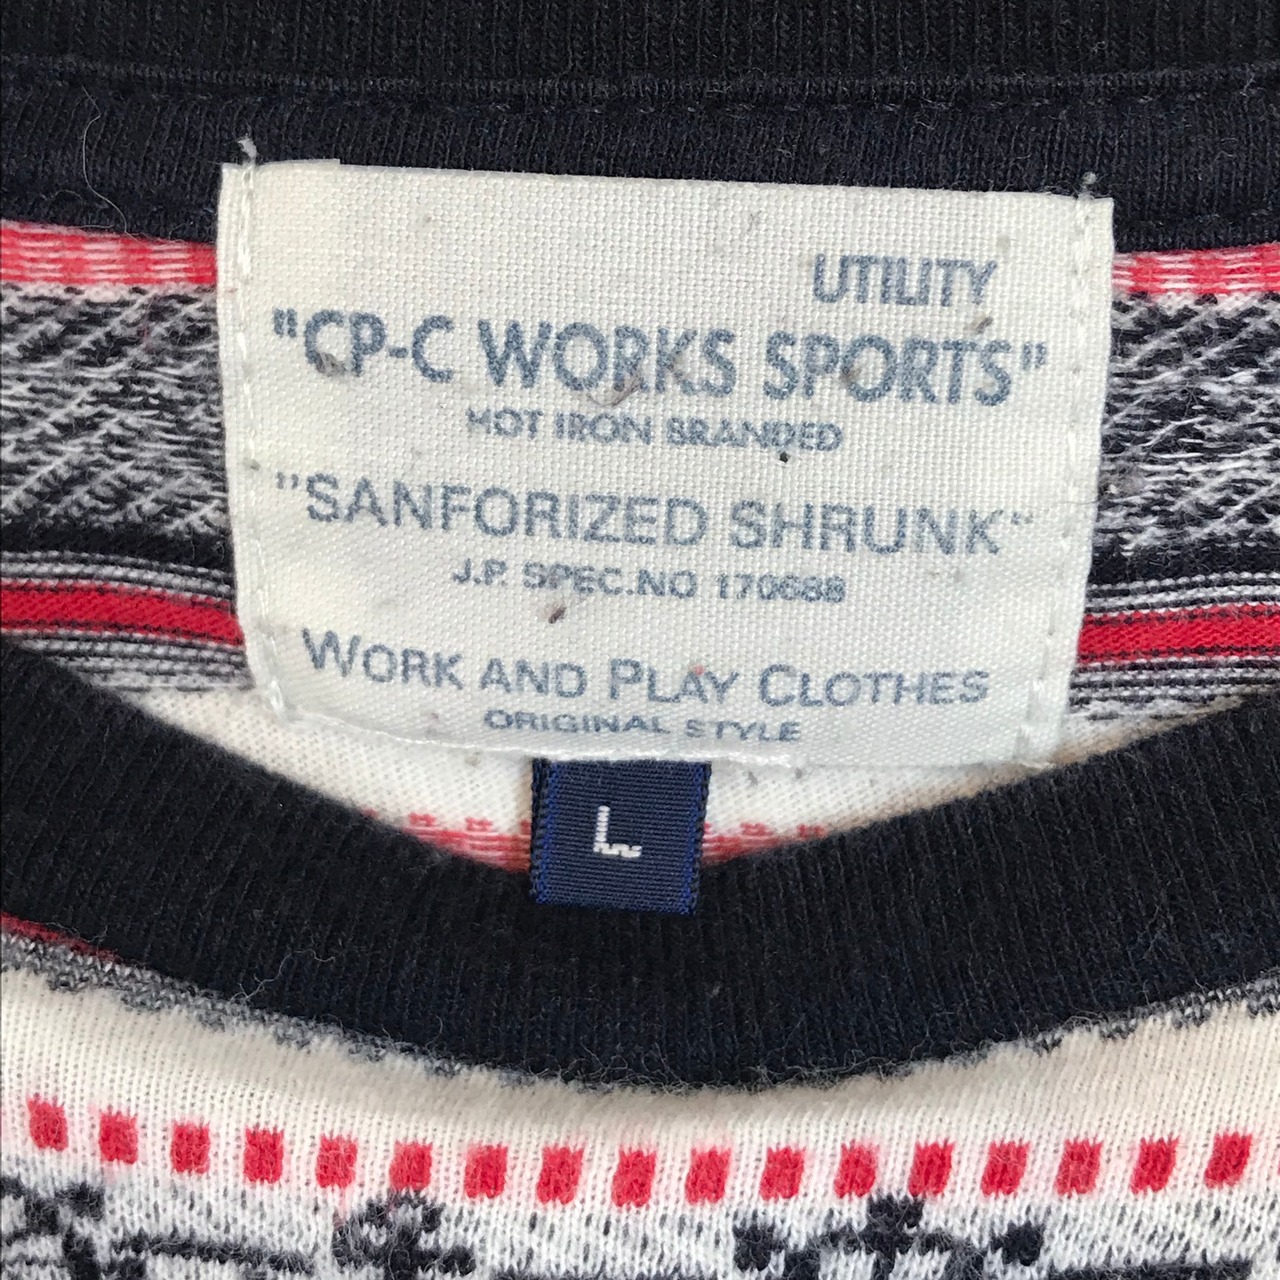 UTILITY
"CP-C WORKS SPORTS"
HOT IRON BRANDED
"SANFORIZED SHRUNK"
J.P. SPEC.NO 170688
WORK AND PLAY CLOTHES
ORIGINAL STYLE
L